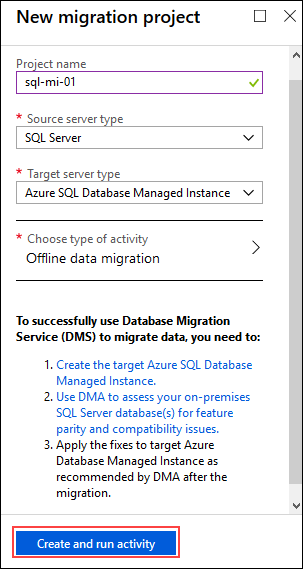 New migration project
Project name
sql-mi-01
* Source server type
SQL Server
* Target server type
Azure SQL Database Managed Instance
* Choose type of activity
Offline data migration
To successfully use Database Migration
Service (DMS) to migrate data, you need to:
1. Create the target Azure SQL Database
Managed Instance.
2. Use DMA to assess your on-premises
SQL Server database(s) for feature
parity and compatibility issues.
3. Apply the fixes to target Azure
Database Managed Instance as
recommended by DMA after the
migration.
Create and run activity